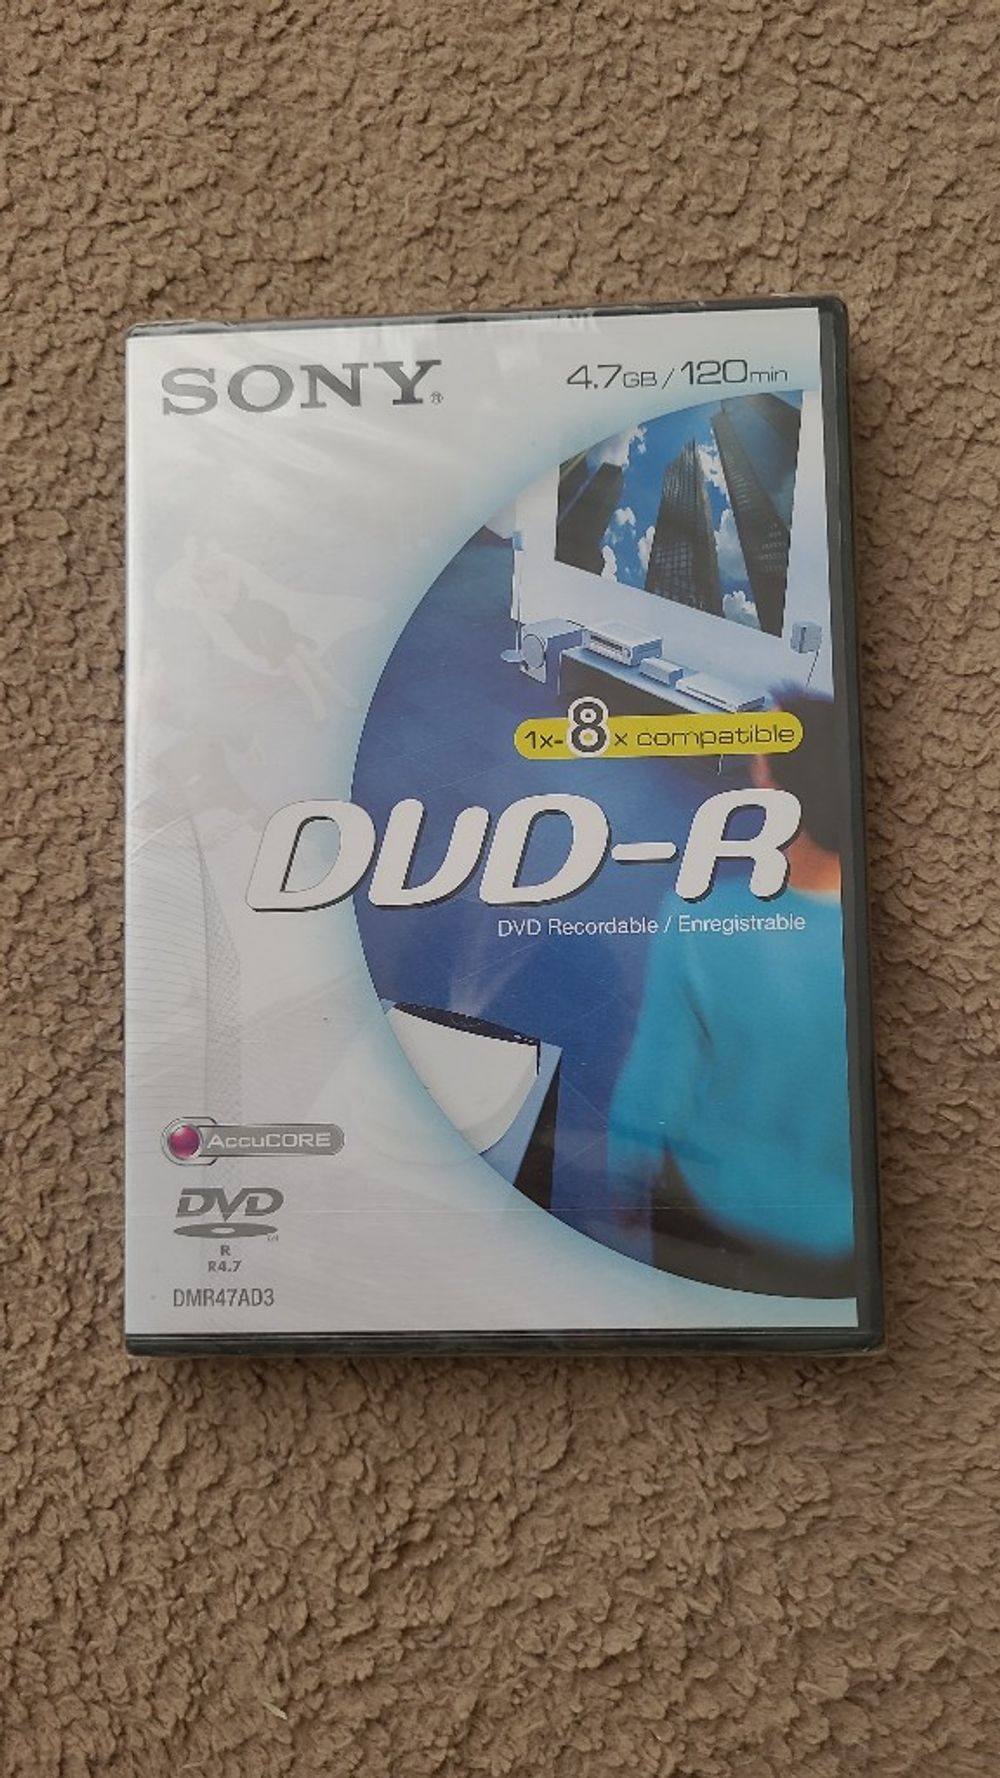 SONY®
4.7GB / 120min
1x-8x compatible
DVD-R
DVD Recordable / Enregistrable
AccuCORE
DVD
R
R4.7
DMR47AD3